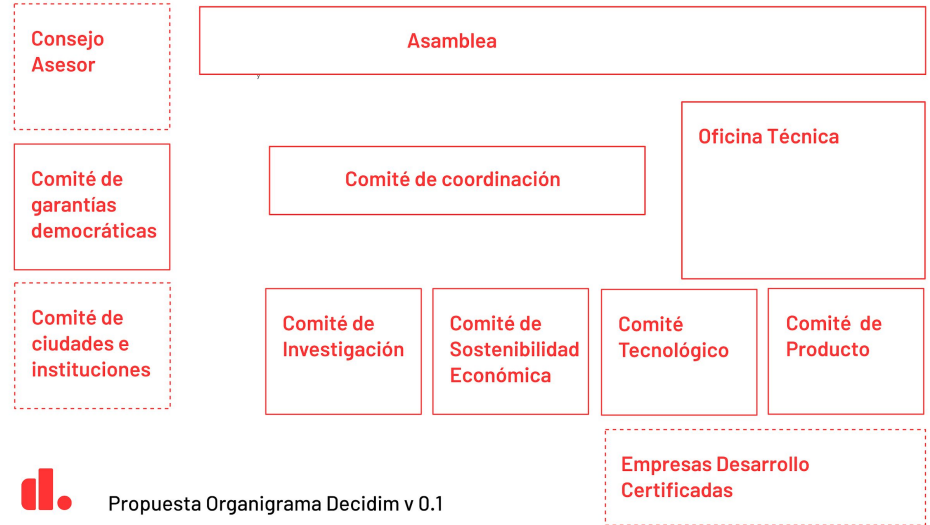 Consejo
Asesor
Asamblea
Oficina Técnica
Comité de coordinación
Comité de
garantías
democráticas
Comité de
ciudades e
instituciones
Comité de
Investigación
Comité de
Sostenibilidad
Económica
Comité
Tecnológico
Comité de
Producto
Empresas Desarrollo
Certificadas
Propuesta Organigrama Decidim v 0.1